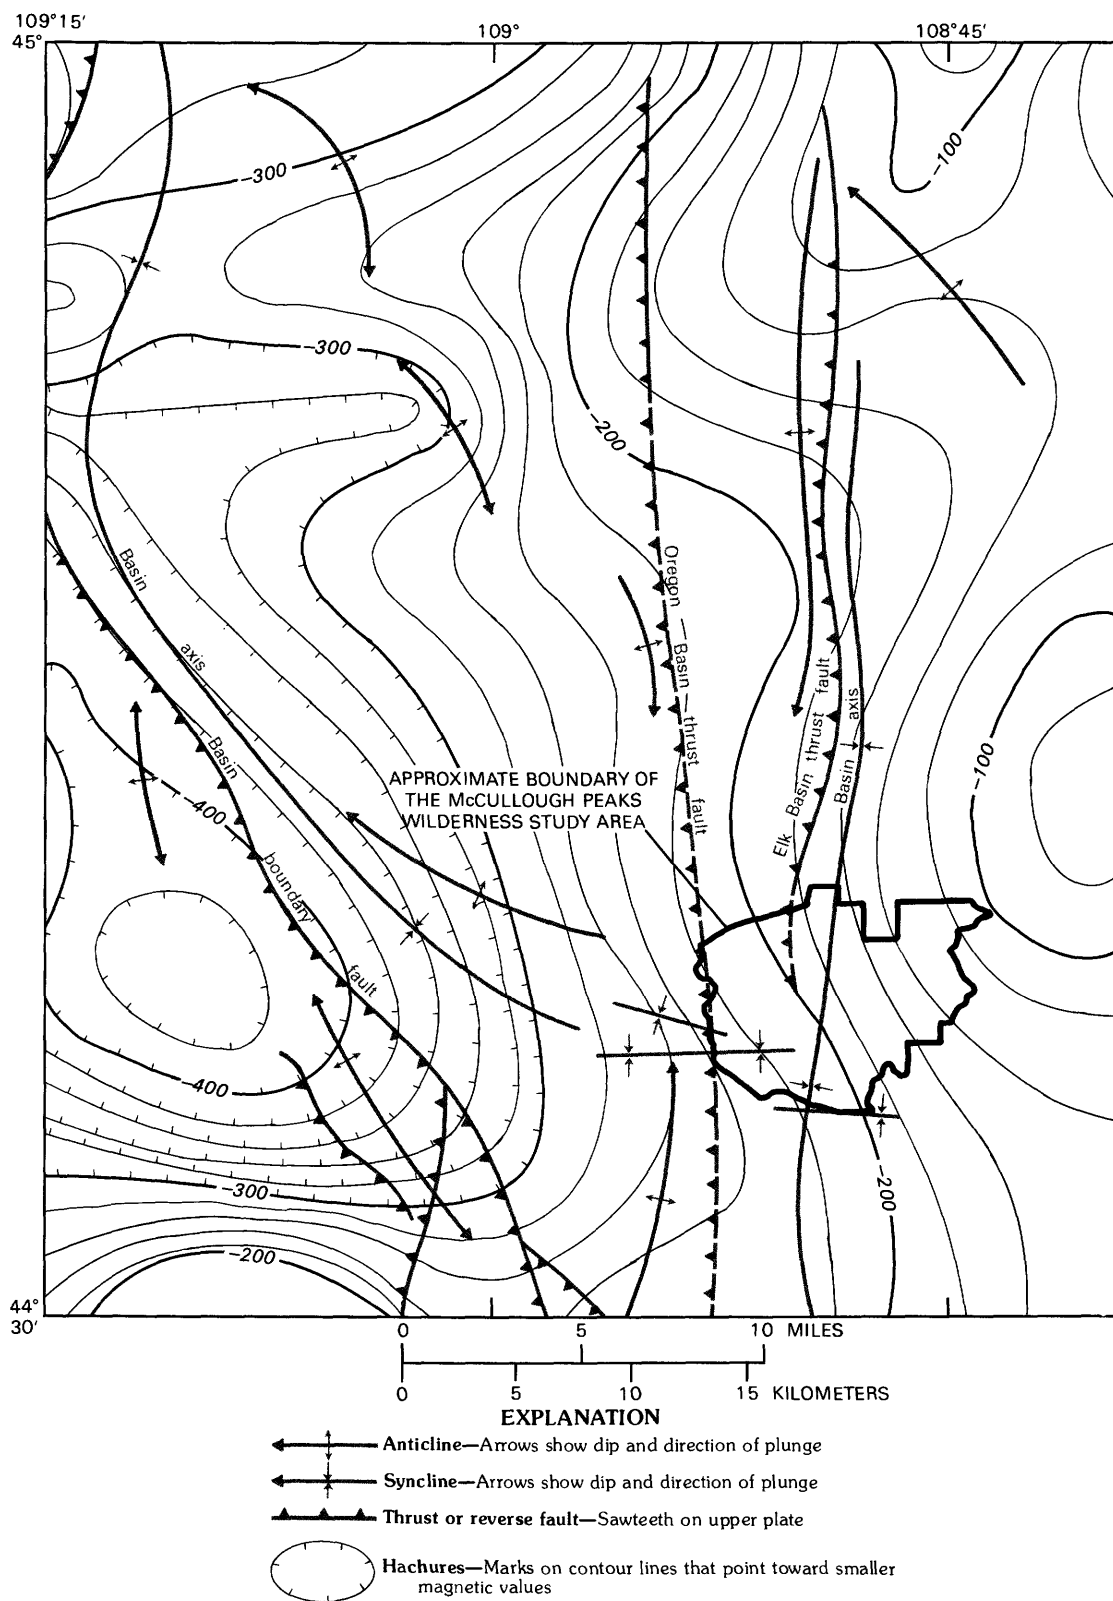 109°15′
109°
108°45′
45°
−100
−300
−300
−200
Basin
axis
Oregon — Basin — thrust fault
Elk Basin thrust fault
Basin axis
−100
Basin
boundary
fault
−400
APPROXIMATE BOUNDARY OF
THE McCULLOUGH PEAKS
WILDERNESS STUDY AREA
−400
−300
−200
−200
44°
30′
0 5 10 MILES
0 5 10 15 KILOMETERS
EXPLANATION
Anticline—Arrows show dip and direction of plunge
Syncline—Arrows show dip and direction of plunge
Thrust or reverse fault—Sawteeth on upper plate
Hachures—Marks on contour lines that point toward smaller
magnetic values